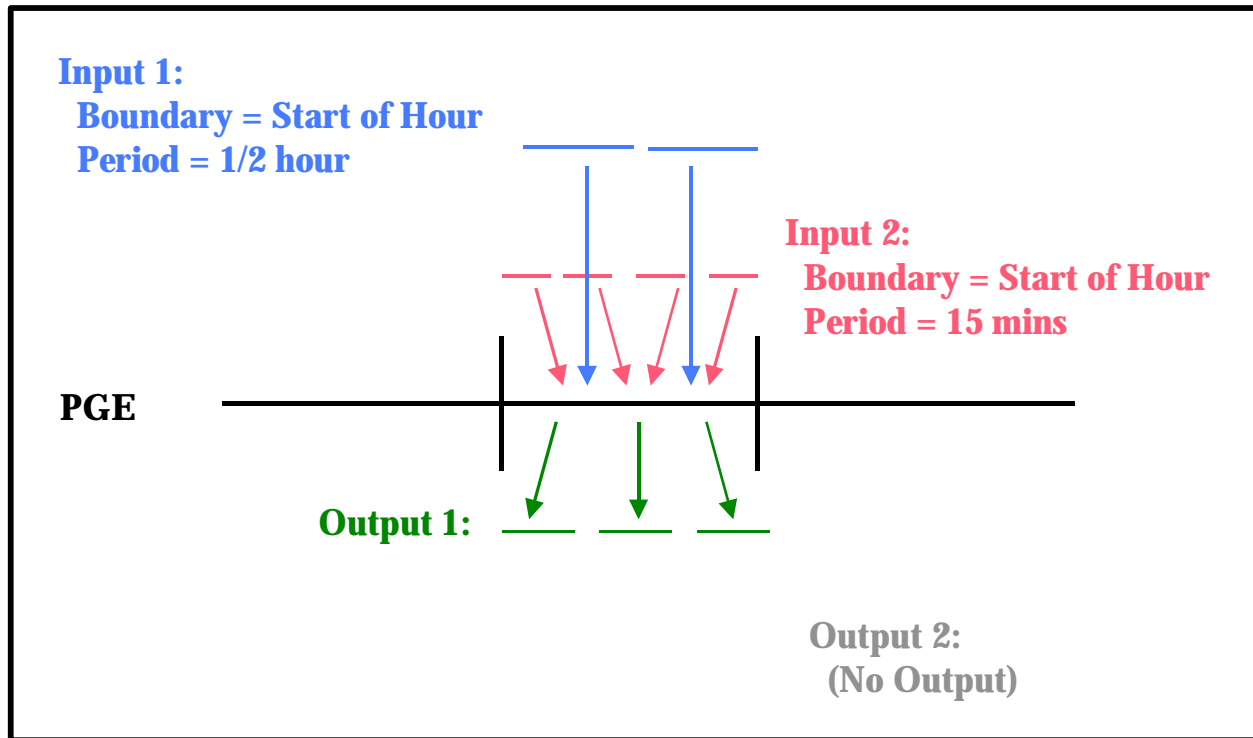 Input 1:
Boundary = Start of Hour
Period = 1/2 hour
Input 2:
Boundary = Start of Hour
Period = 15 mins
PGE
Output 1:
Output 2:
(No Output)